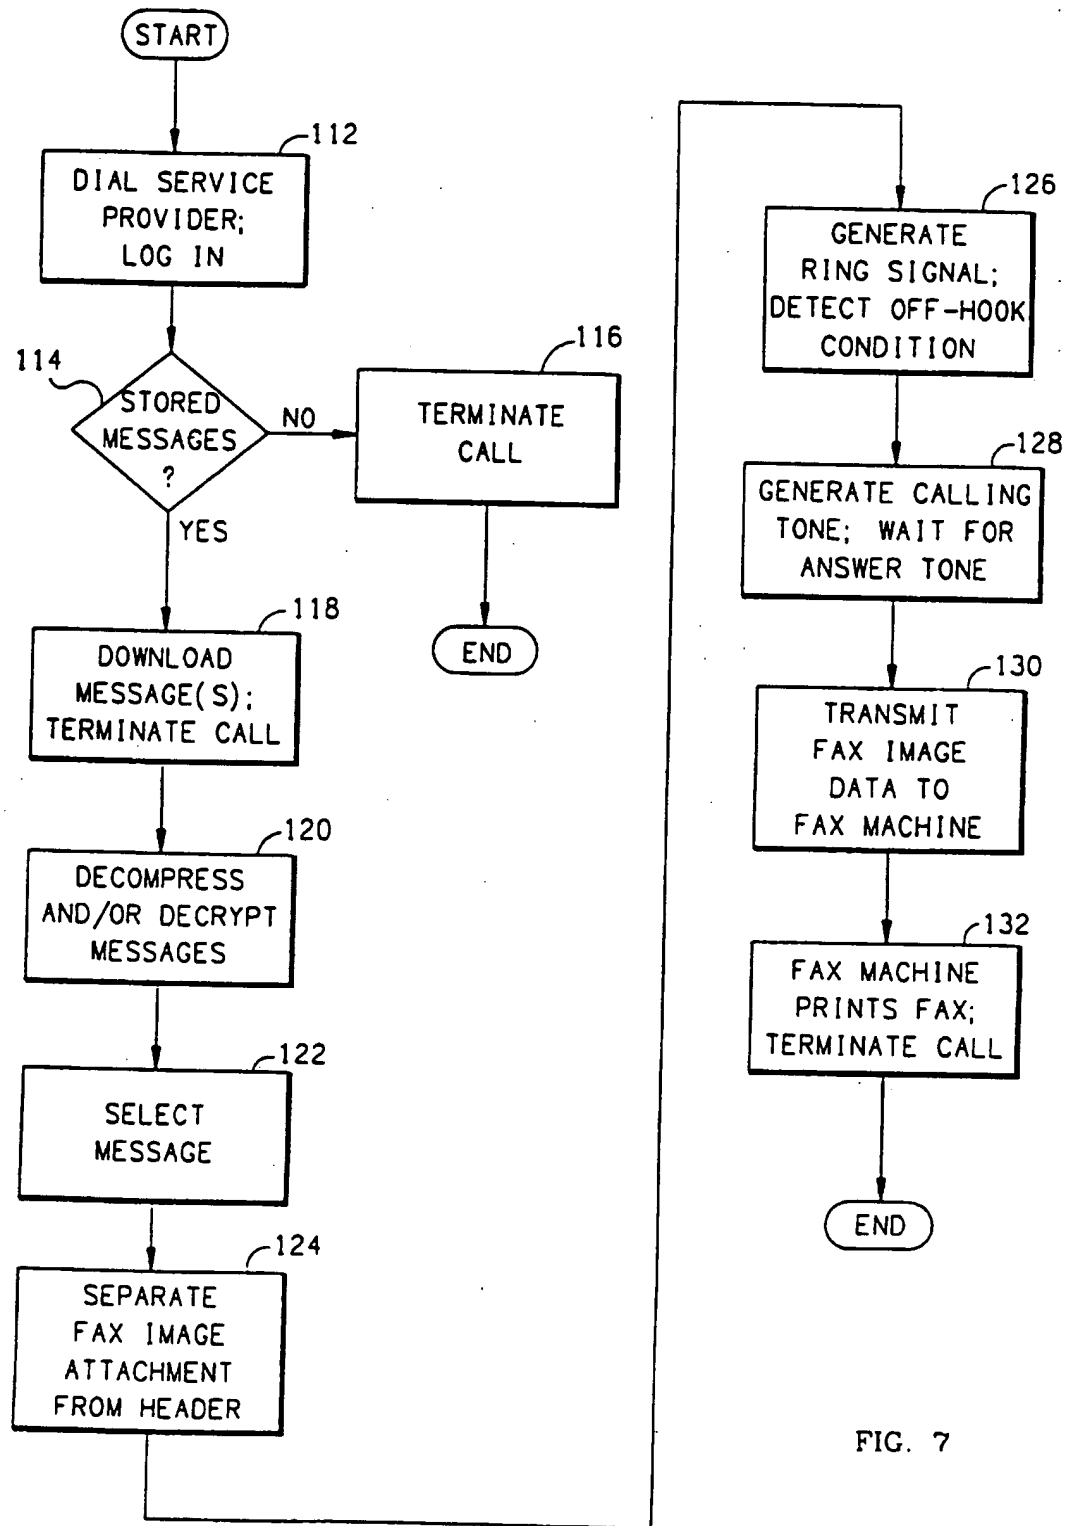 START
112
DIAL SERVICE
PROVIDER;
LOG IN
114
STORED
MESSAGES
?
NO
116
TERMINATE
CALL
END
YES
118
DOWNLOAD
MESSAGE(S);
TERMINATE CALL
120
DECOMPRESS
AND/OR DECRYPT
MESSAGES
122
SELECT
MESSAGE
124
SEPARATE
FAX IMAGE
ATTACHMENT
FROM HEADER
126
GENERATE
RING SIGNAL;
DETECT OFF-HOOK
CONDITION
128
GENERATE CALLING
TONE; WAIT FOR
ANSWER TONE
130
TRANSMIT
FAX IMAGE
DATA TO
FAX MACHINE
132
FAX MACHINE
PRINTS FAX;
TERMINATE CALL
END
FIG. 7